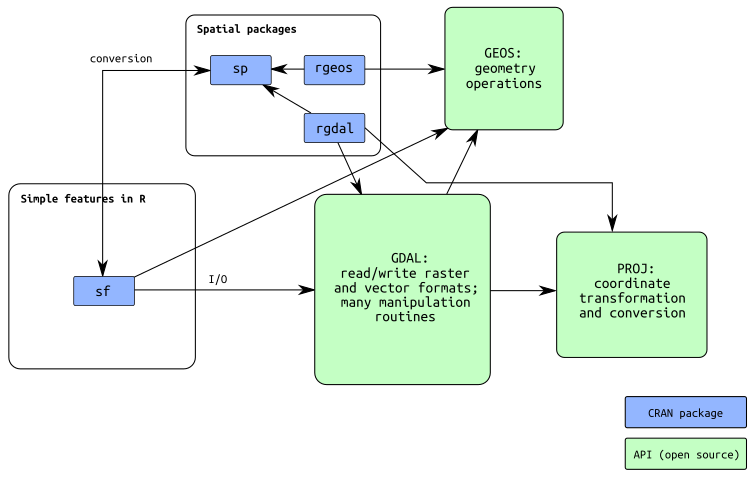 Spatial packages
conversion
sp
rgeos
rgdal
GEOS:
geometry
operations
Simple features in R
sf
I/O
GDAL:
read/write raster
and vector formats;
many manipulation
routines
PROJ:
coordinate
transformation
and conversion
CRAN package
API (open source)